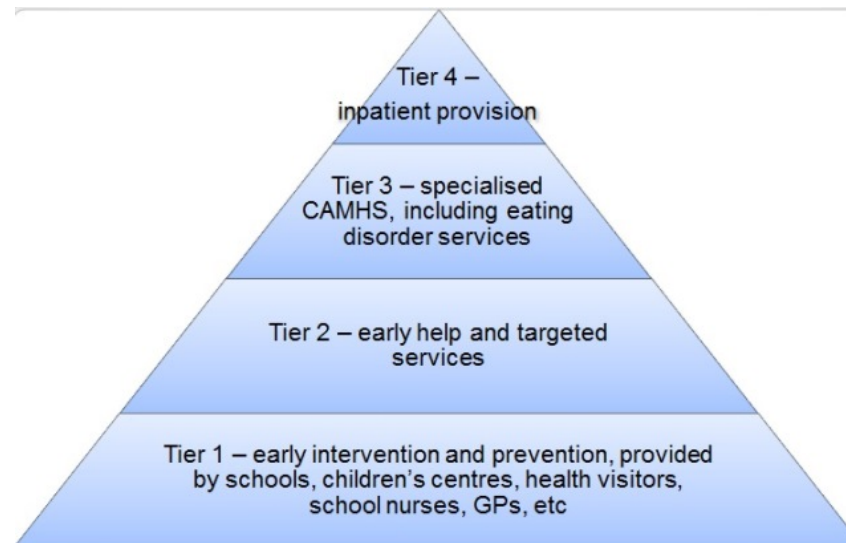 Tier 4 –
inpatient provision
Tier 3 – specialised
CAMHS, including eating
disorder services
Tier 2 – early help and targeted
services
Tier 1 – early intervention and prevention, provided
by schools, children’s centres, health visitors,
school nurses, GPs, etc